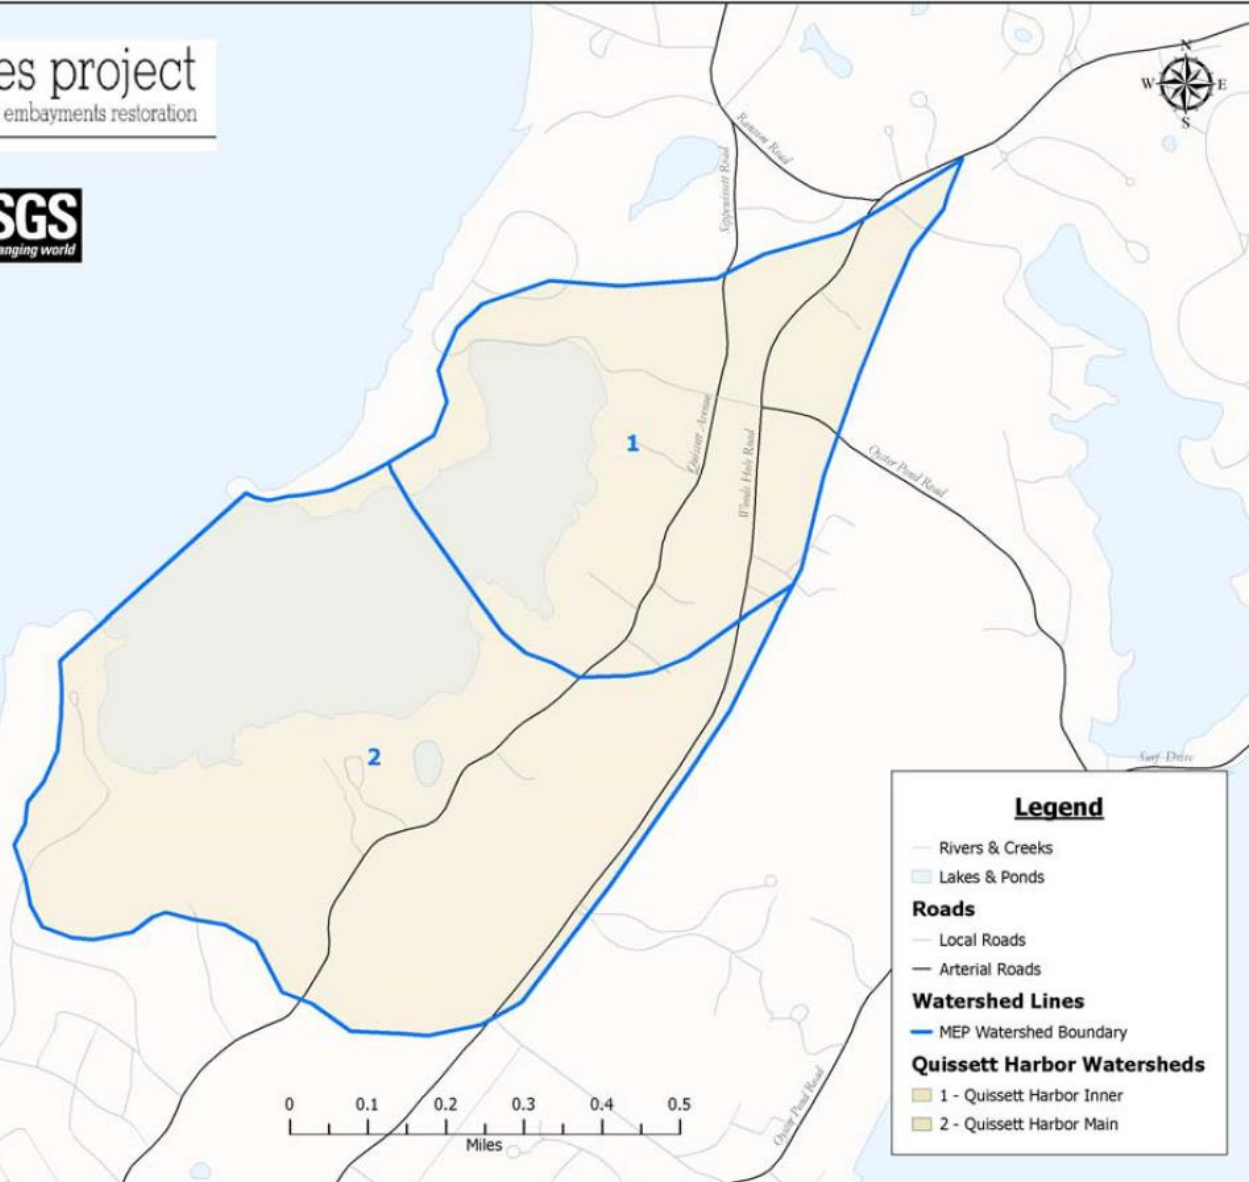 es project
embayments restoration
SGS
anging world
N
W E
S
Ransom Road
Sippewissett Road
Quissett Avenue
Woods Hole Road
Oyster Pond Road
1
2
Surf Drive
Oyster Pond Road
Legend
Rivers & Creeks
Lakes & Ponds
Roads
Local Roads
Arterial Roads
Watershed Lines
MEP Watershed Boundary
Quissett Harbor Watersheds
1 - Quissett Harbor Inner
2 - Quissett Harbor Main
0 0.1 0.2 0.3 0.4 0.5
Miles